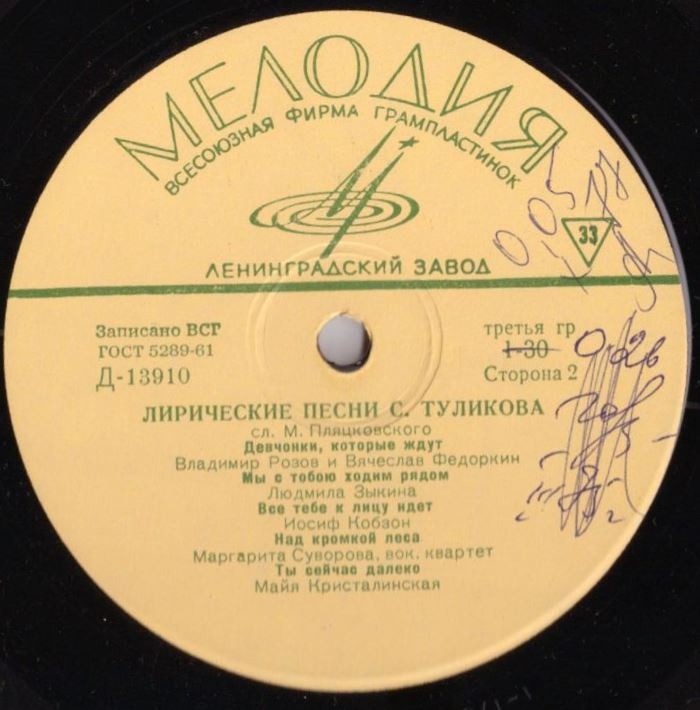 МЕЛОДИЯ
ВСЕСОЮЗНАЯ ФИРМА ГРАМПЛАСТИНОК
33
ЛЕНИНГРАДСКИЙ ЗАВОД
Записано ВСГ
ГОСТ 5289-61
Д-13910
третья гр
1-30
Сторона 2
ЛИРИЧЕСКИЕ ПЕСНИ С. ТУЛИКОВА
сл. М. Пляцковского
Девчонки, которые ждут
Владимир Розов и Вячеслав Федоркин
Мы с тобою ходим рядом
Людмила Зыкина
Все тебе к лицу идет
Иосиф Кобзон
Над кромкой леса
Маргарита Суворова, вок. квартет
Ты сейчас далеко
Майя Кристалинская